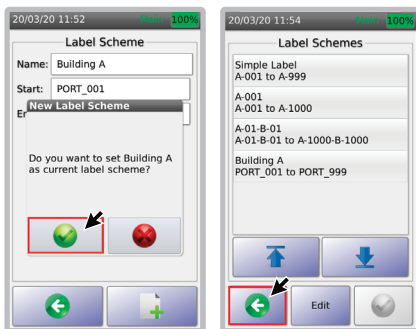 20/03/20 11:52 Main 100%
Label Scheme
Name: Building A
Start: PORT_001
En
New Label Scheme
Do you want to set Building A
as current label scheme?
20/03/20 11:54 Main 100%
Label Schemes
Simple Label
A-001 to A-999
A-001
A-001 to A-1000
A-01-B-01
A-01-B-01 to A-1000-B-1000
Building A
PORT_001 to PORT_999
Edit